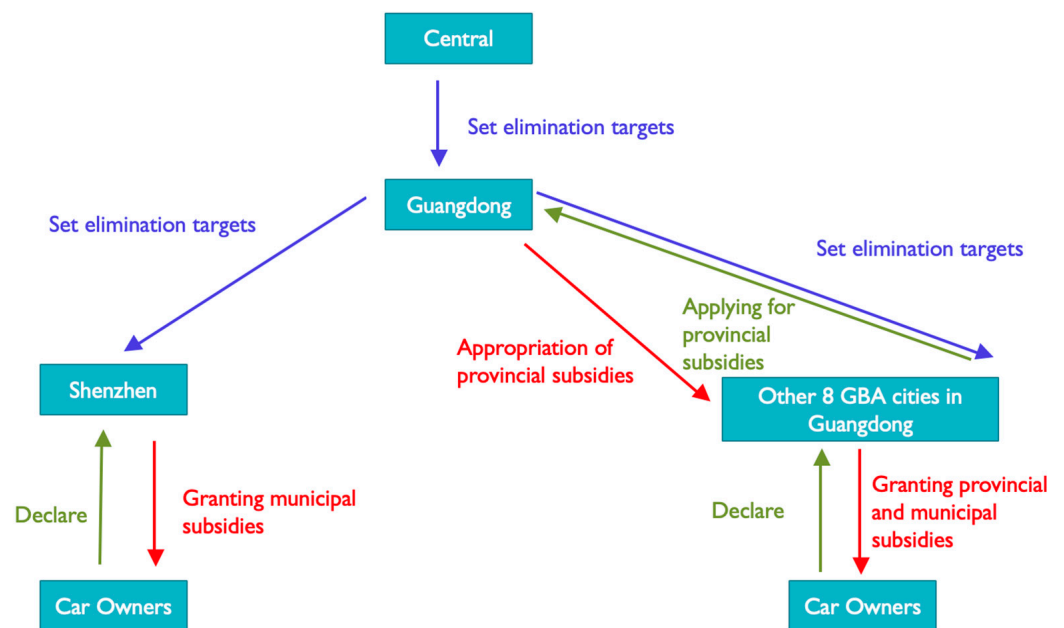 Central
Set elimination targets
Guangdong
Set elimination targets
Set elimination targets
Applying for
provincial
subsidies
Appropriation of
provincial subsidies
Shenzhen
Other 8 GBA cities in
Guangdong
Declare
Granting municipal
subsidies
Declare
Granting provincial
and municipal
subsidies
Car Owners
Car Owners